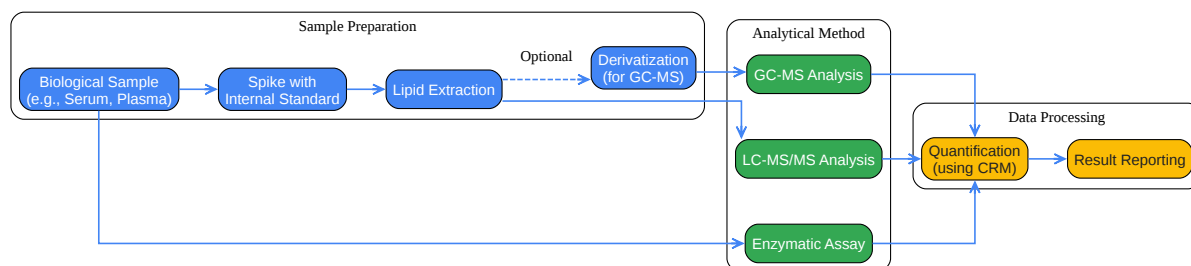 Sample Preparation
Biological Sample
(e.g., Serum, Plasma)
Spike with
Internal Standard
Lipid Extraction
Optional
Derivatization
(for GC-MS)
Analytical Method
GC-MS Analysis
LC-MS/MS Analysis
Enzymatic Assay
Data Processing
Quantification
(using CRM)
Result Reporting